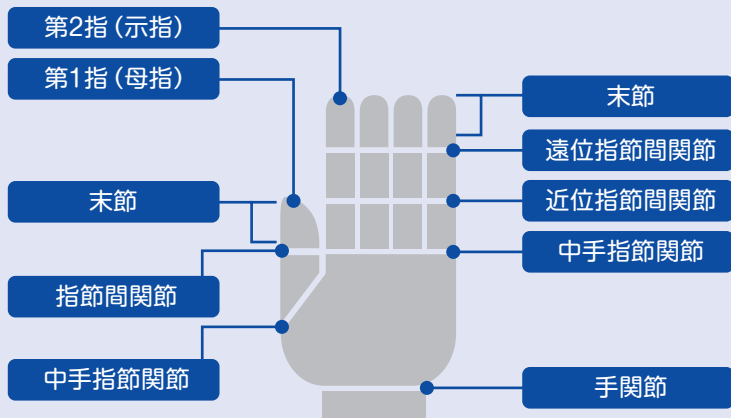 第2指（示指）
第1指（母指）
末節
指節間関節
中手指節関節
末節
遠位指節間関節
近位指節間関節
中手指節関節
手関節